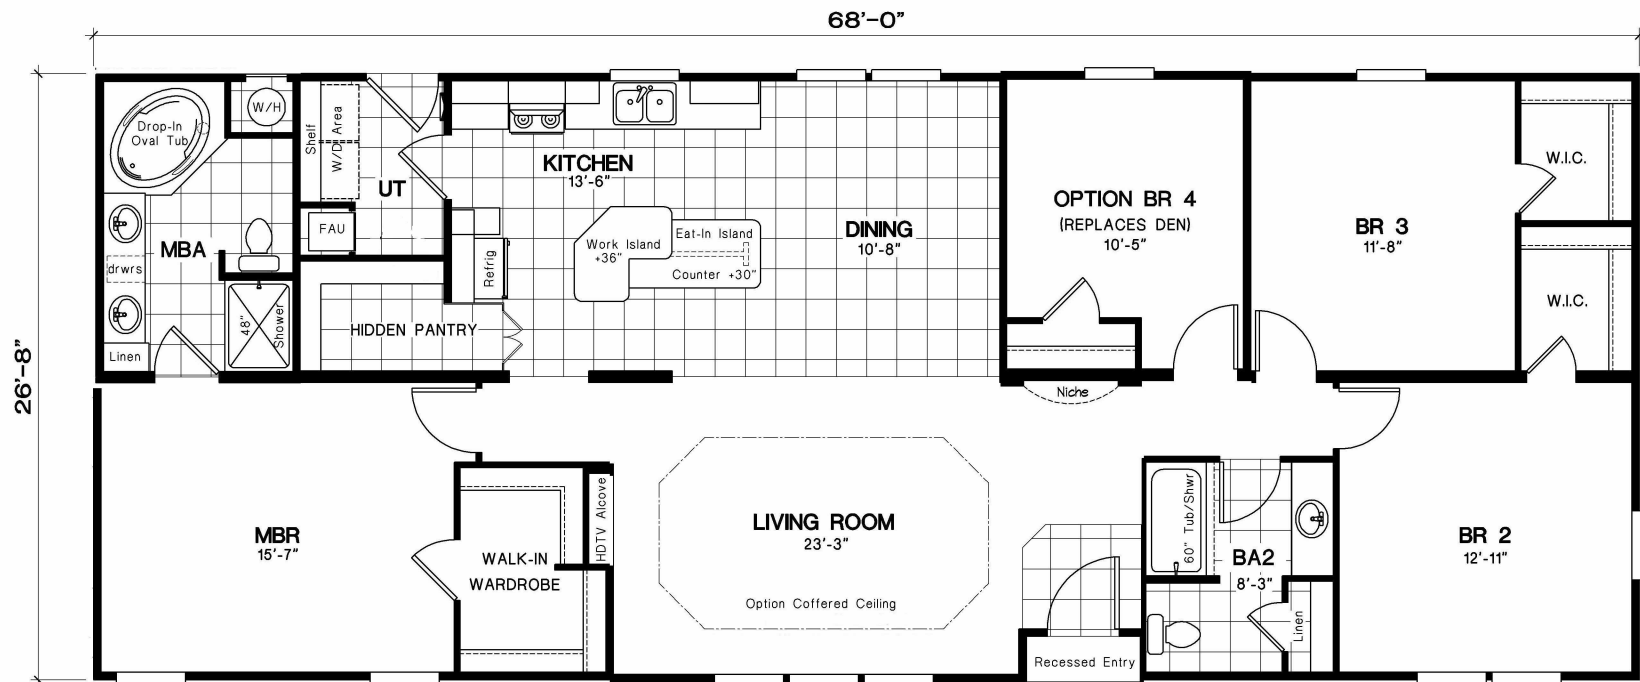 68'-0"
26'-8"
Drop-In
Oval Tub
W/H
Shelf
W/D Area
UT
FAU
MBA
drwrs
Linen
48"
Shower
KITCHEN
13'-6"
Work Island
+36"
Eat-In Island
Counter +30"
Refrig
HIDDEN PANTRY
DINING
10'-8"
OPTION BR 4
(REPLACES DEN)
10'-5"
BR 3
11'-8"
W.I.C.
W.I.C.
Niche
MBR
15'-7"
WALK-IN
WARDROBE
HDTV Alcove
LIVING ROOM
23'-3"
Option Coffered Ceiling
Recessed Entry
60" Tub/Shwr
BA2
8'-3"
Linen
BR 2
12'-11"